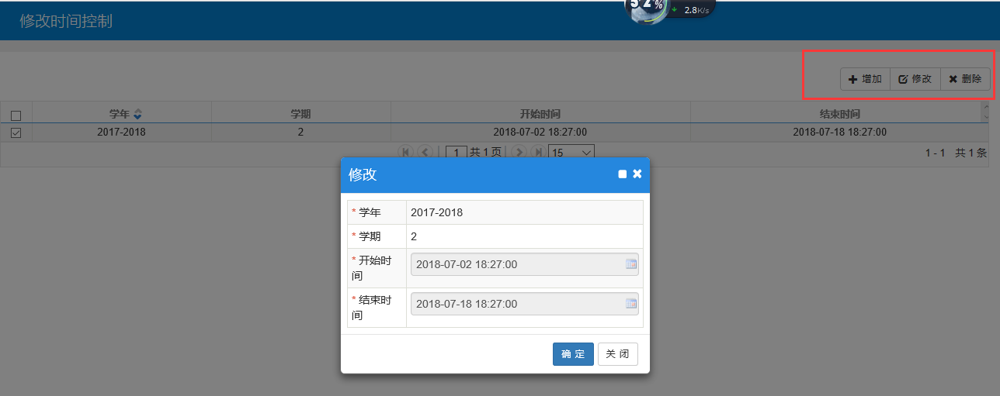 52%
2.8K/s
修改时间控制
增加 修改 删除
学年 学期 开始时间 结束时间
2017-2018 2 2018-07-02 18:27:00 2018-07-18 18:27:00
1 共 1 页 15 1 - 1 共 1 条
修改
* 学年 2017-2018
* 学期 2
* 开始时
间
2018-07-02 18:27:00
* 结束时
间
2018-07-18 18:27:00
确 定 关 闭